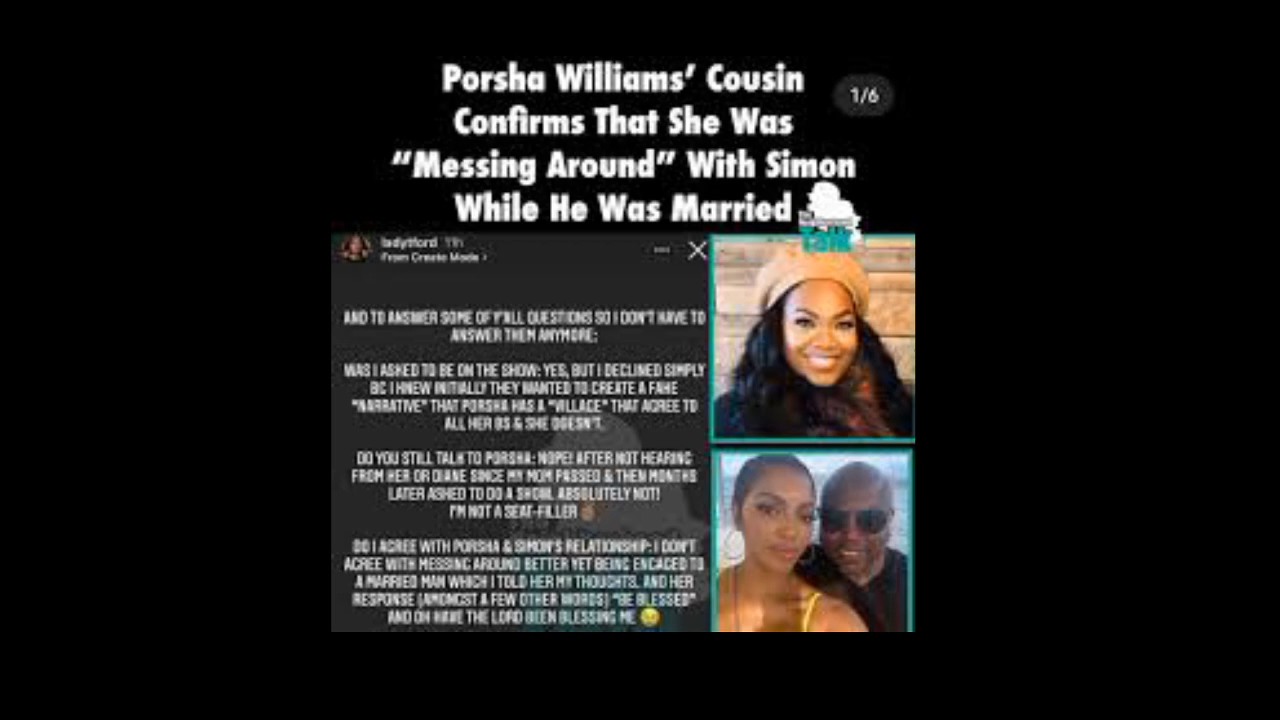 Porsha Williams’ Cousin
1/6
Confirms That She Was
“Messing Around” With Simon
While He Was Married
Talk
ladytford 11h
From Create Mode ›
AND TO ANSWER SOME OF Y'ALL QUESTIONS SO I DON'T HAVE TO
ANSWER THEM ANYMORE:
WAS I ASKED TO BE ON THE SHOW: YES, BUT I DECLINED SIMPLY
BC I KNEW INITIALLY THEY WANTED TO CREATE A FAKE
"NARRATIVE" THAT PORSHA HAS A "VILLAGE" THAT AGREE TO
ALL HER BS & SHE DOESN'T.
DO YOU STILL TALK TO PORSHA: NOPE! AFTER NOT HEARING
FROM HER OR DIANE SINCE MY MOM PASSED & THEN MONTHS
LATER ASKED TO DO A SHOW. ABSOLUTELY NOT!
I'M NOT A SEAT-FILLER
DO I AGREE WITH PORSHA & SIMON'S RELATIONSHIP: I DON'T
AGREE WITH MESSING AROUND BETTER YET BEING ENGAGED TO
A MARRIED MAN WHICH I TOLD HER MY THOUGHTS. AND HER
RESPONSE (AMONGST A FEW OTHER WORDS) "BE BLESSED"
AND OH HAVE THE LORD BEEN BLESSING ME